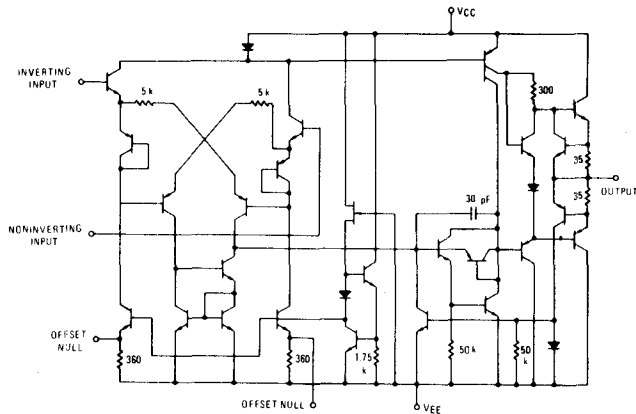 VCC
INVERTING
INPUT
5 k
5 k
300
35
35
OUTPUT
30 pF
NONINVERTING
INPUT
OFFSET
NULL
360
360
1.75
k
50 k
50
k
OFFSET NULL
VEE